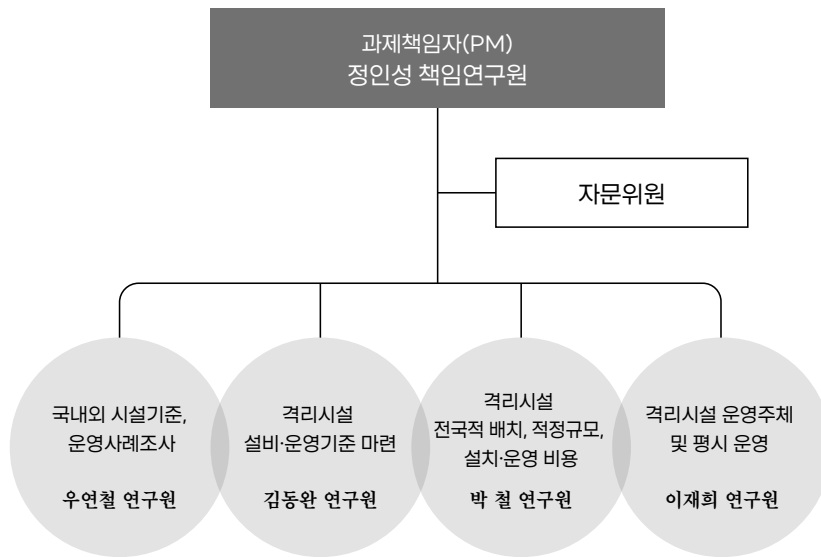 과제책임자(PM)
정인성 책임연구원
자문위원
국내외 시설기준,
운영사례조사
우연철 연구원
격리시설
설비·운영기준 마련
김동완 연구원
격리시설
전국적 배치, 적정규모,
설치·운영 비용
박 철 연구원
격리시설 운영주체
및 평시 운영
이재희 연구원